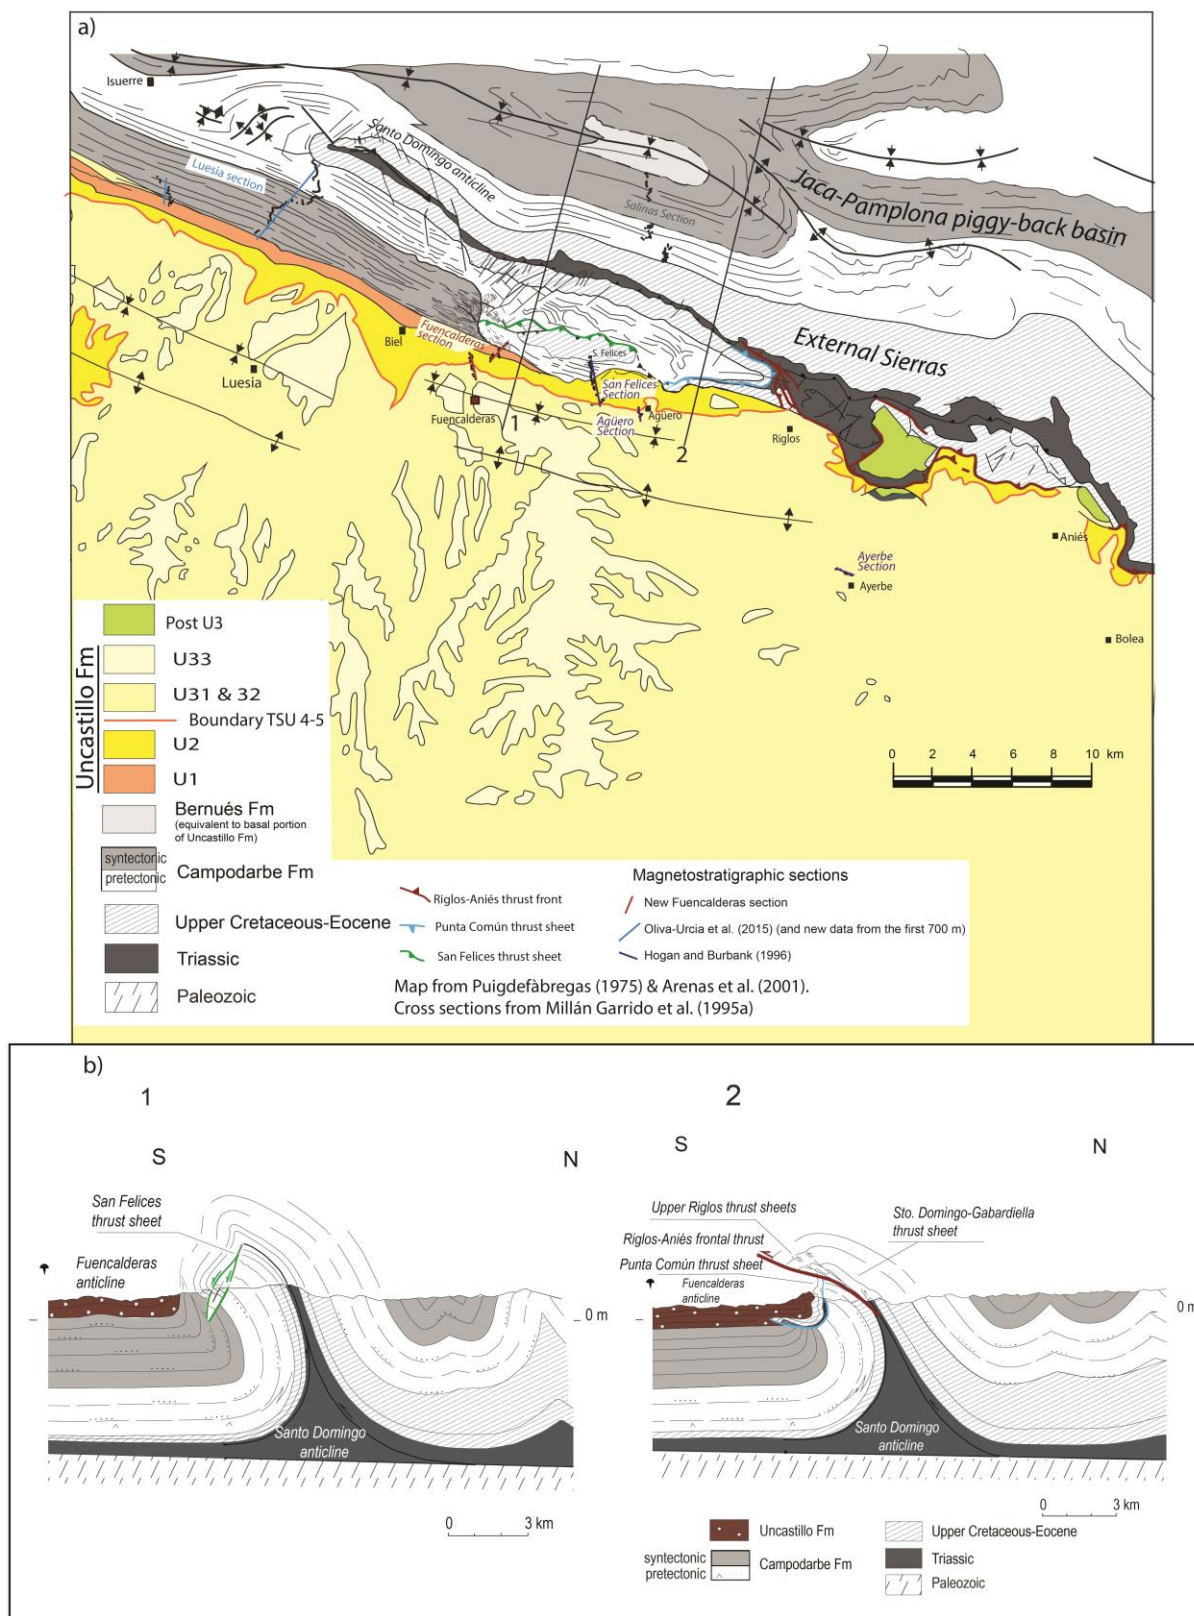 a)
Isuerre
Santo Domingo anticline
Luesia section
Salinas Section
Jaca-Pamplona piggy-back basin
External Sierras
Biel
Luesia
Fuencalderas
section
S. Felices
San Felices
Section
Fuencalderas
1
Agüero
Agüero
Section
2
Riglos
Aniés
Ayerbe
Section
Ayerbe
Bolea
Uncastillo Fm
Post U3
U33
U31 & 32
Boundary TSU 4-5
U2
U1
Bernués Fm
(equivalent to basal portion
of Uncastillo Fm)
syntectonic
pretectonic
Campodarbe Fm
Upper Cretaceous-Eocene
Triassic
Paleozoic
0 2 4 6 8 10 km
Riglos-Aniés thrust front
Punta Común thrust sheet
San Felices thrust sheet
Magnetostratigraphic sections
New Fuencalderas section
Oliva-Urcia et al. (2015) (and new data from the first 700 m)
Hogan and Burbank (1996)
Map from Puigdefàbregas (1975) & Arenas et al. (2001).
Cross sections from Millán Garrido et al. (1995a)
b)
1
S
N
San Felices
thrust sheet
Fuencalderas
anticline
0 m
Santo Domingo
anticline
0 3 km
2
S
N
Upper Riglos thrust sheets
Sto. Domingo-Gabardiella
thrust sheet
Riglos-Aniés frontal thrust
Punta Común thrust sheet
Fuencalderas
anticline
0 m
Santo Domingo
anticline
0 3 km
Uncastillo Fm
syntectonic
pretectonic
Campodarbe Fm
Upper Cretaceous-Eocene
Triassic
Paleozoic